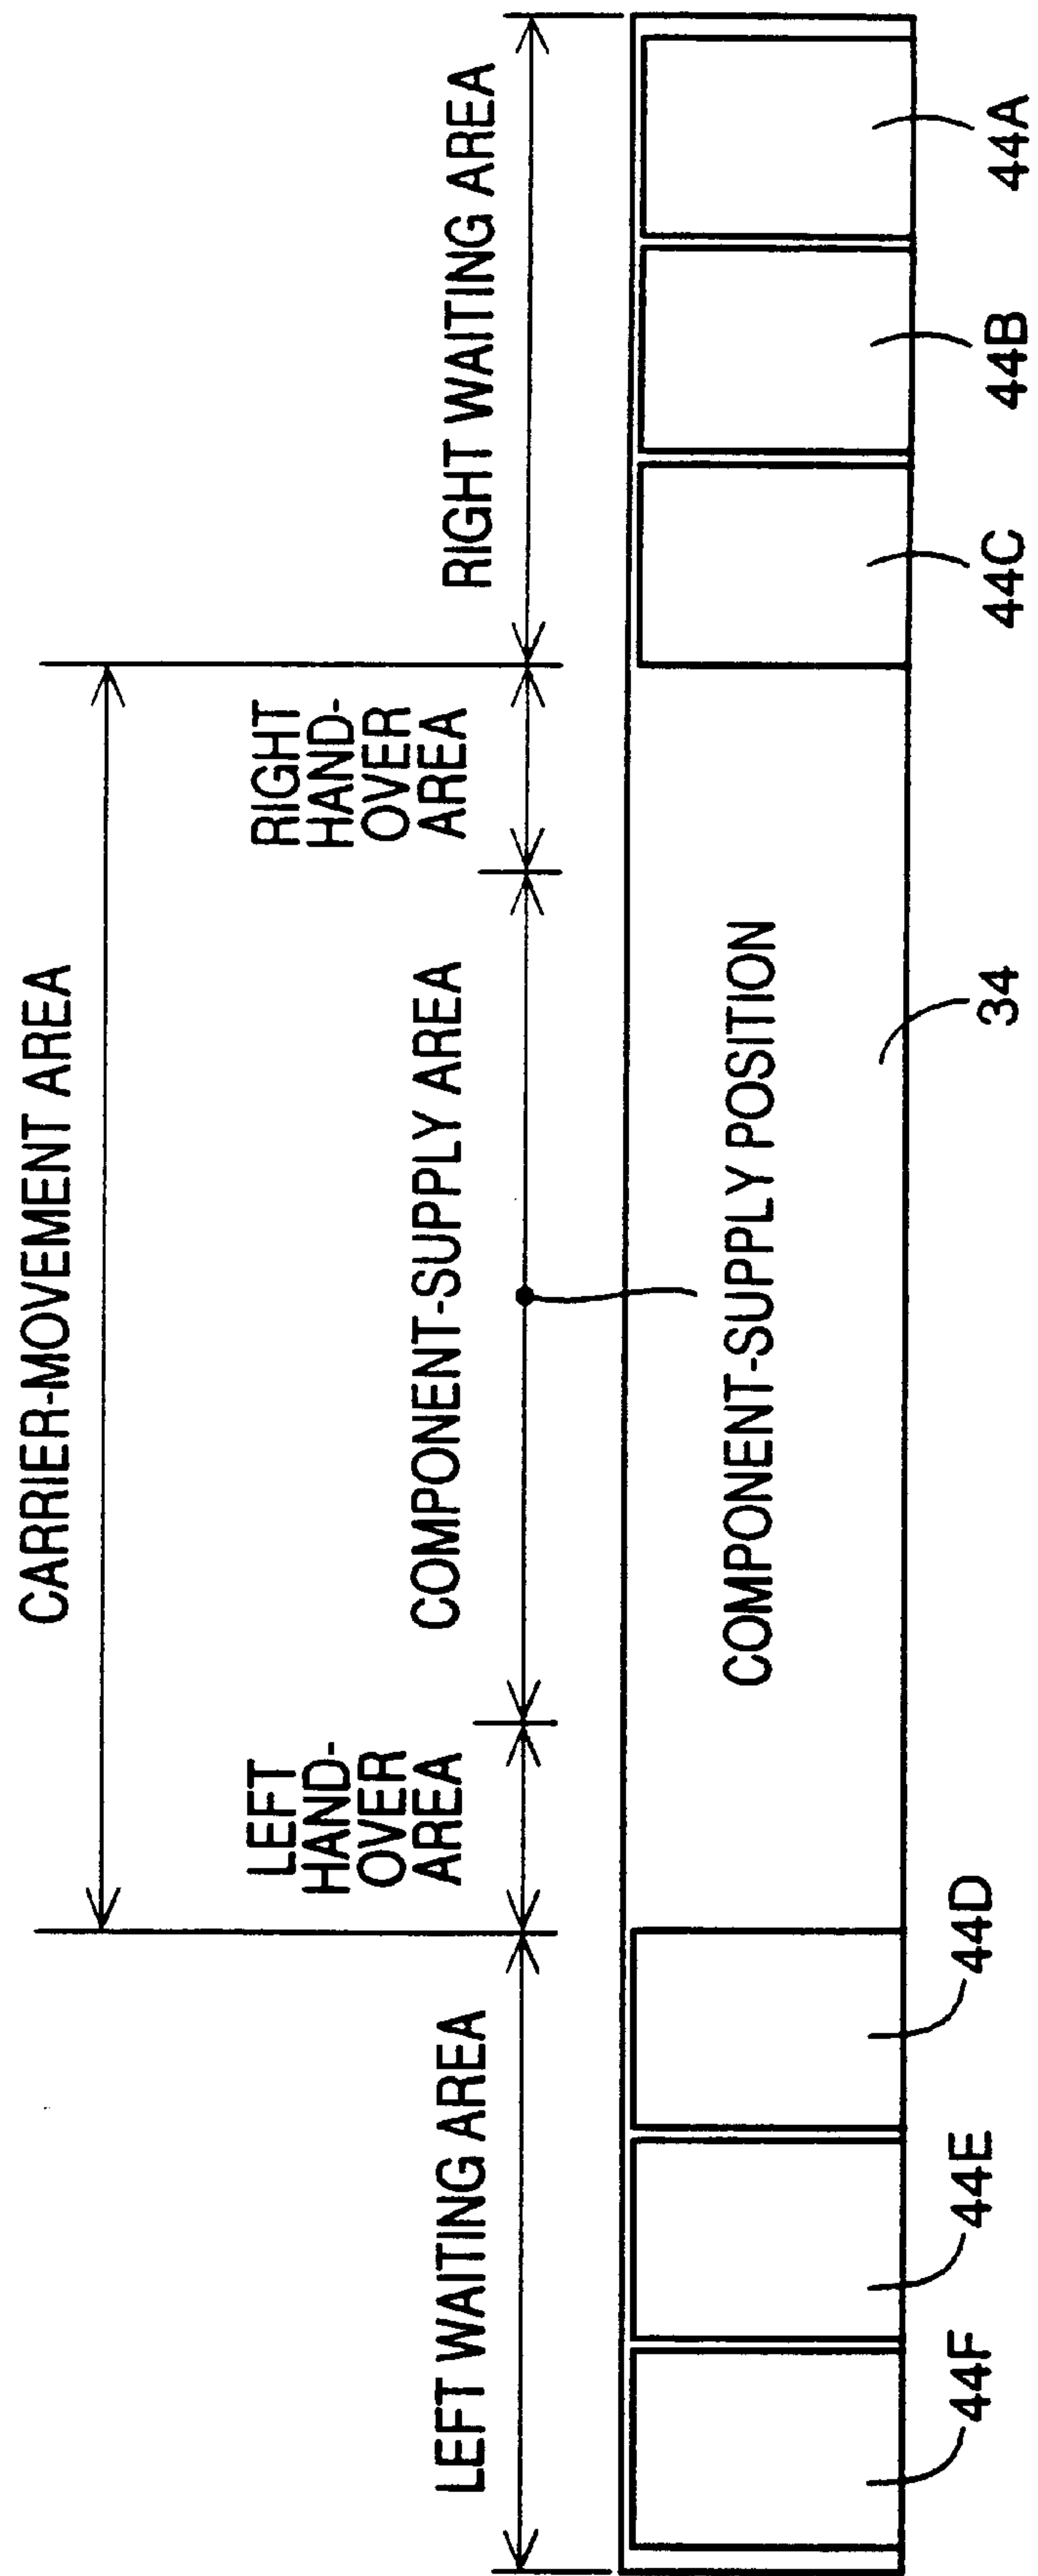 CARRIER-MOVEMENT AREA
LEFT
HAND-
OVER
AREA
RIGHT
HAND-
OVER
AREA
LEFT WAITING AREA
COMPONENT-SUPPLY AREA
RIGHT WAITING AREA
COMPONENT-SUPPLY POSITION
44F
44E
44D
34
44C
44B
44A